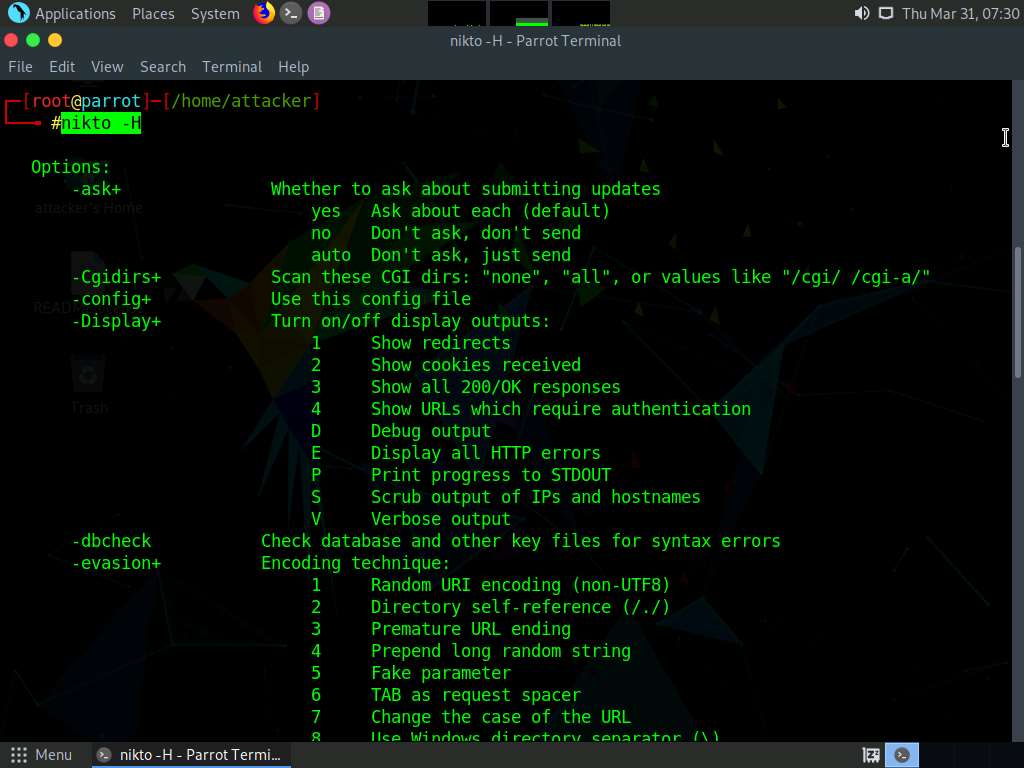 Applications Places System Thu Mar 31, 07:30
nikto -H - Parrot Terminal
File Edit View Search Terminal Help
[root@parrot]─[/home/attacker]
#nikto -H
Options:
-ask+ Whether to ask about submitting updates
attacker's Home
yes Ask about each (default)
no Don't ask, don't send
auto Don't ask, just send
-Cgidirs+ Scan these CGI dirs: "none", "all", or values like "/cgi/ /cgi-a/"
-config+ Use this config file
-Display+ Turn on/off display outputs:
1 Show redirects
2 Show cookies received
3 Show all 200/OK responses
Trash
4 Show URLs which require authentication
D Debug output
E Display all HTTP errors
P Print progress to STDOUT
S Scrub output of IPs and hostnames
V Verbose output
-dbcheck Check database and other key files for syntax errors
-evasion+ Encoding technique:
1 Random URI encoding (non-UTF8)
2 Directory self-reference (/./)
3 Premature URL ending
4 Prepend long random string
5 Fake parameter
6 TAB as request spacer
7 Change the case of the URL
8 Use Windows directory separator (\)
Menu nikto -H - Parrot Termi...